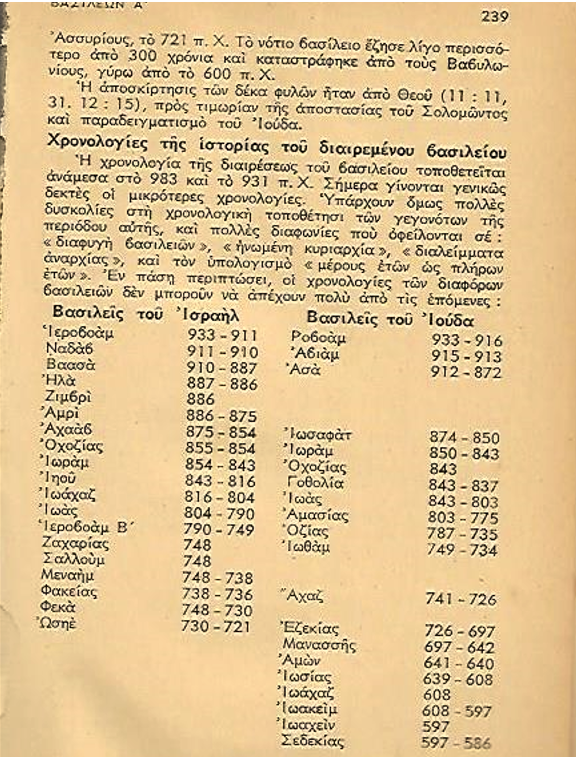 ΒΑΣΙΛΕΩΝ Α΄
239
Ἀσσυρίους, τὸ 721 π. Χ. Τὸ νότιο βασίλειο ἔζησε λίγο περισσό-
τερο ἀπὸ 300 χρόνια καὶ καταστράφηκε ἀπὸ τοὺς Βαβυλω-
νίους, γύρω ἀπὸ τὸ 600 π. Χ.
Ἡ ἀποσκίρτησις τῶν δέκα φυλῶν ἦταν ἀπὸ Θεοῦ (11 : 11,
31. 12 : 15), πρὸς τιμωρίαν τῆς ἀποστασίας τοῦ Σολομῶντος
καὶ παραδειγματισμὸ τοῦ Ἰούδα.
Χρονολογίες τῆς ἱστορίας τοῦ διαιρεμένου βασιλείου
Ἡ χρονολογία τῆς διαιρέσεως τοῦ βασιλείου τοποθετεῖται
ἀνάμεσα στὸ 983 καὶ τὸ 931 π. Χ. Σήμερα γίνονται γενικῶς
δεκτὲς οἱ μικρότερες χρονολογίες. Ὑπάρχουν ὅμως πολλὲς
δυσκολίες στὴ χρονολογικὴ τοποθέτησι τῶν γεγονότων τῆς
περιόδου αὐτῆς, καὶ πολλὲς διαφωνίες ποὺ ὀφείλονται σέ :
« διαφυγὴ βασιλειῶν », « ἡνωμένη κυριαρχία », « διαλείμματα
ἀναρχίας », καὶ τὸν ὑπολογισμὸ « μέρους ἐτῶν ὡς πλήρων
ἐτῶν ». Ἐν πάσῃ περιπτώσει, οἱ χρονολογίες τῶν διαφόρων
βασιλειῶν δὲν μποροῦν νὰ ἀπέχουν πολὺ ἀπὸ τὶς ἑπόμενες :
Βασιλεῖς τοῦ Ἰσραὴλ
Ἱεροβοὰμ 933 - 911
Ναδὰβ 911 - 910
Βαασὰ 910 - 887
Ἠλὰ 887 - 886
Ζιμβρὶ 886
Ἀμρὶ 886 - 875
Ἀχαὰβ 875 - 854
Ὀχοζίας 855 - 854
Ἰωρὰμ 854 - 843
Ἰηοῦ 843 - 816
Ἰωάχαζ 816 - 804
Ἰωὰς 804 - 790
Ἱεροβοὰμ Β΄ 790 - 749
Ζαχαρίας 748
Σαλλοὺμ 748
Μεναὴμ 748 - 738
Φακείας 738 - 736
Φεκὰ 748 - 730
Ὠσηὲ 730 - 721
Βασιλεῖς τοῦ Ἰούδα
Ροβοὰμ 933 - 916
Ἀβιὰμ 915 - 913
Ἀσὰ 912 - 872
Ἰωσαφὰτ 874 - 850
Ἰωρὰμ 850 - 843
Ὀχοζίας 843
Γοθολία 843 - 837
Ἰωὰς 843 - 803
Ἀμασίας 803 - 775
Ὀζίας 787 - 735
Ἰωθὰμ 749 - 734
Ἄχαζ 741 - 726
Ἐζεκίας 726 - 697
Μανασσῆς 697 - 642
Ἀμὼν 641 - 640
Ἰωσίας 639 - 608
Ἰωάχαζ 608
Ἰωακεὶμ 608 - 597
Ἰωαχεὶν 597
Σεδεκίας 597 - 586